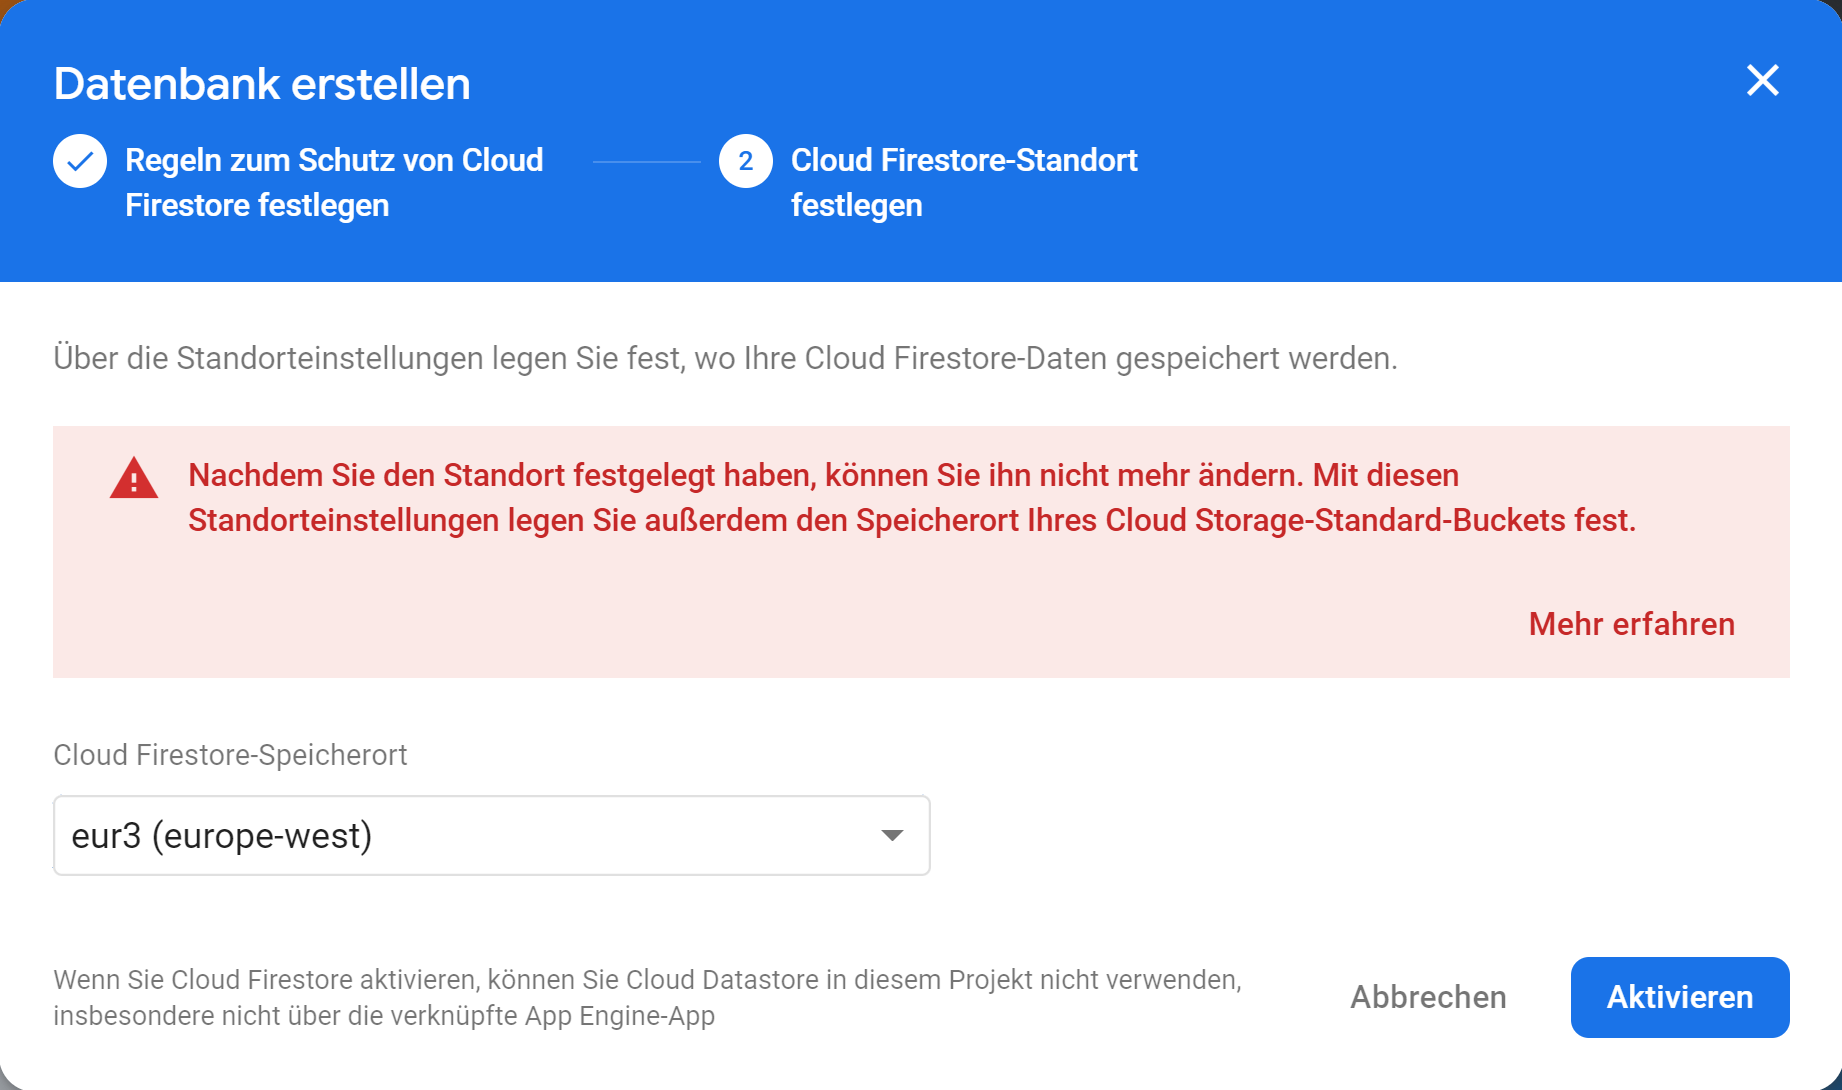 Datenbank erstellen
Regeln zum Schutz von Cloud
Firestore festlegen
2
Cloud Firestore-Standort
festlegen
Über die Standorteinstellungen legen Sie fest, wo Ihre Cloud Firestore-Daten gespeichert werden.
Nachdem Sie den Standort festgelegt haben, können Sie ihn nicht mehr ändern. Mit diesen
Standorteinstellungen legen Sie außerdem den Speicherort Ihres Cloud Storage-Standard-Buckets fest.
Mehr erfahren
Cloud Firestore-Speicherort
eur3 (europe-west)
Wenn Sie Cloud Firestore aktivieren, können Sie Cloud Datastore in diesem Projekt nicht verwenden,
insbesondere nicht über die verknüpfte App Engine-App
Abbrechen
Aktivieren